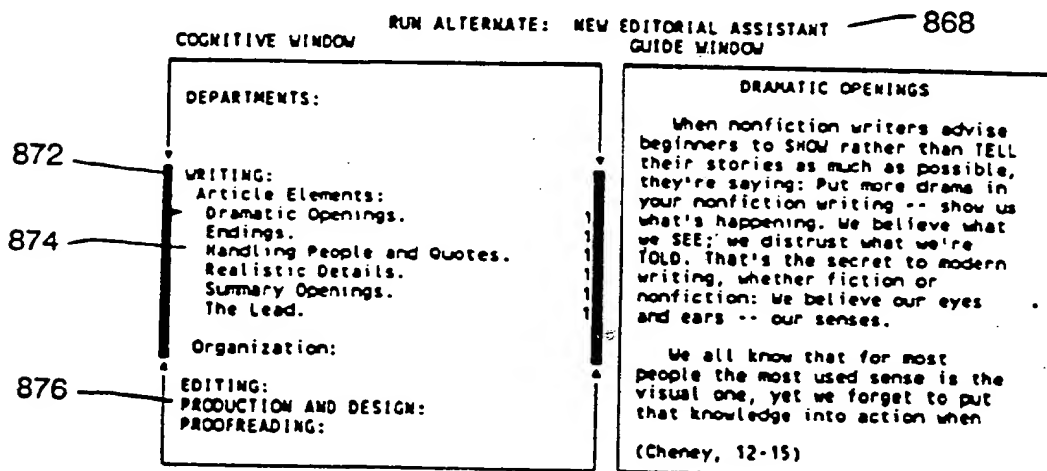 RUN ALTERNATE: NEW EDITORIAL ASSISTANT 868
COGNITIVE WINDOW
DEPARTMENTS:
872
WRITING:
Article Elements:
Dramatic Openings. 1
874
Endings. 1
Handling People and Quotes. 1
Realistic Details. 1
Summary Openings. 1
The Lead. 1
Organization:
876
EDITING:
PRODUCTION AND DESIGN:
PROOFREADING:
GUIDE WINDOW
DRAMATIC OPENINGS
When nonfiction writers advise
beginners to SHOW rather than TELL
their stories as much as possible,
they're saying: Put more drama in
your nonfiction writing -- show us
what's happening. We believe what
we SEE; we distrust what we're
TOLD. That's the secret to modern
writing, whether fiction or
nonfiction: We believe our eyes
and ears -- our senses.
We all know that for most
people the most used sense is the
visual one, yet we forget to put
that knowledge into action when
(Cheney, 12-15)